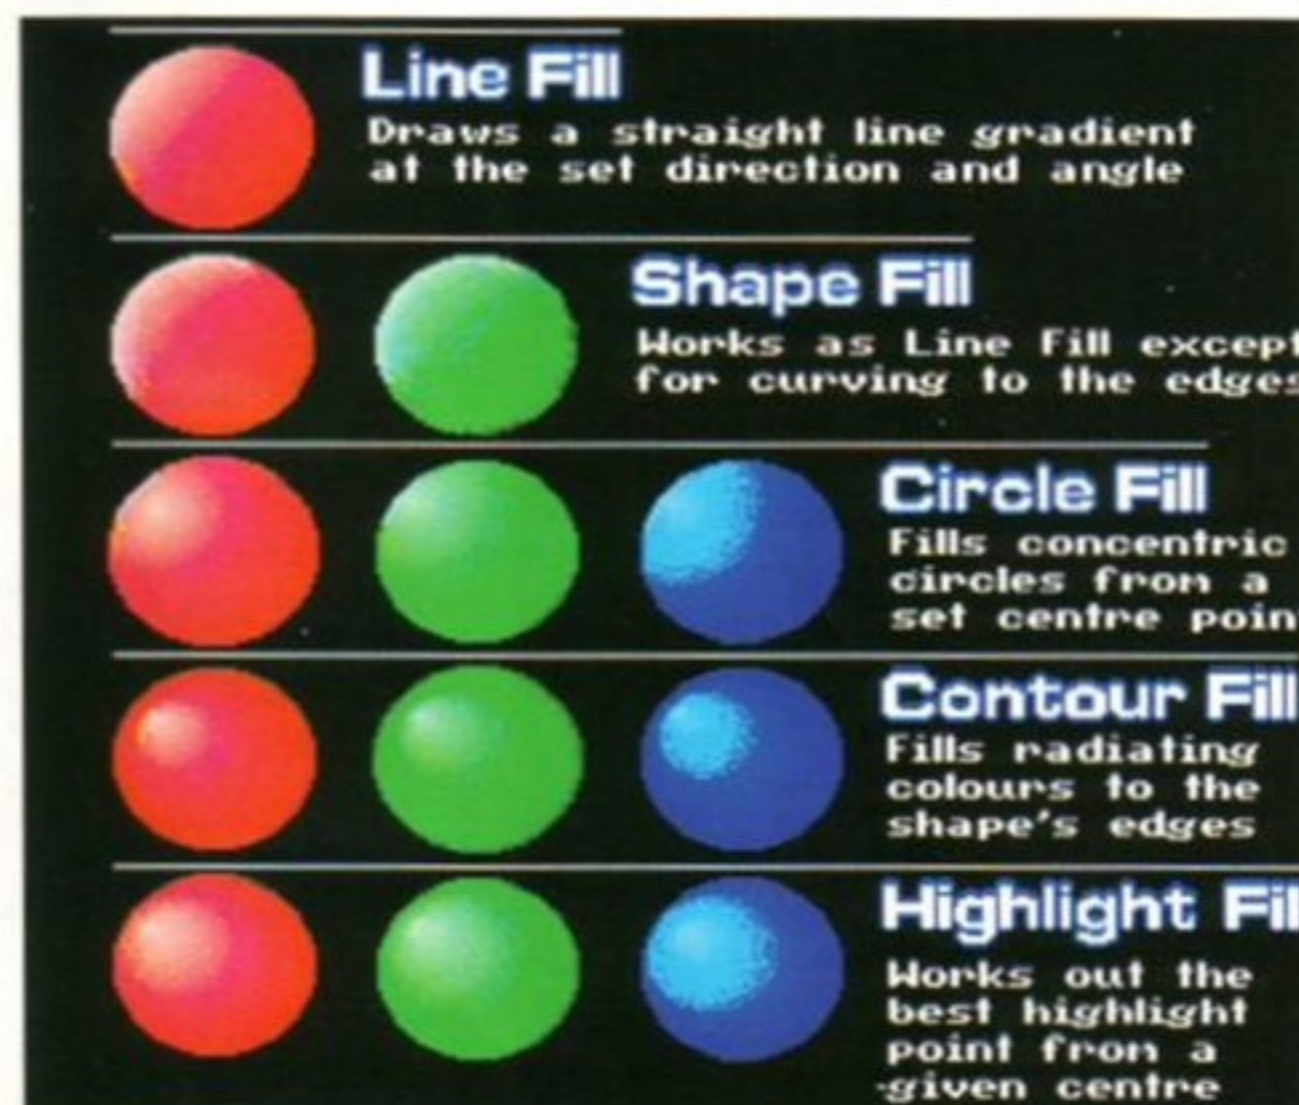 Line Fill
Draws a straight line gradient
at the set direction and angle
Shape Fill
Works as Line Fill except
for curving to the edges
Circle Fill
Fills concentric
circles from a
set centre poin
Contour Fill
Fills radiating
colours to the
shape's edges
Highlight Fil
Works out the
best highlight
point from a
given centre